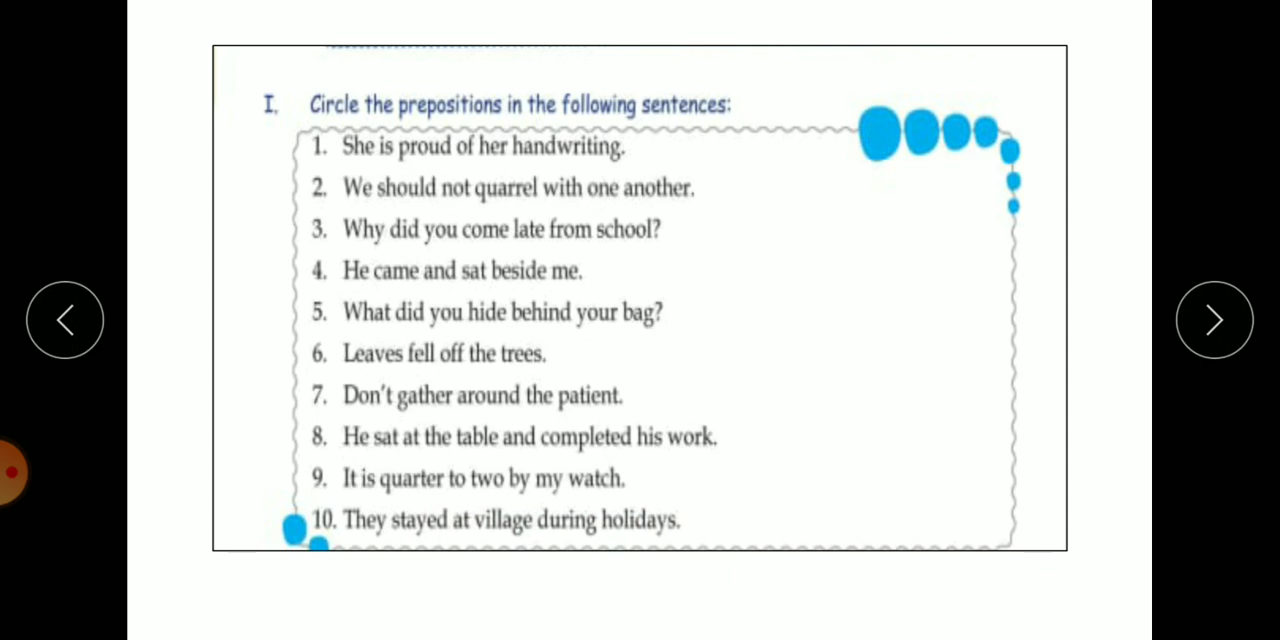 I. Circle the prepositions in the following sentences:
1. She is proud of her handwriting.
2. We should not quarrel with one another.
3. Why did you come late from school?
4. He came and sat beside me.
5. What did you hide behind your bag?
6. Leaves fell off the trees.
7. Don't gather around the patient.
8. He sat at the table and completed his work.
9. It is quarter to two by my watch.
10. They stayed at village during holidays.